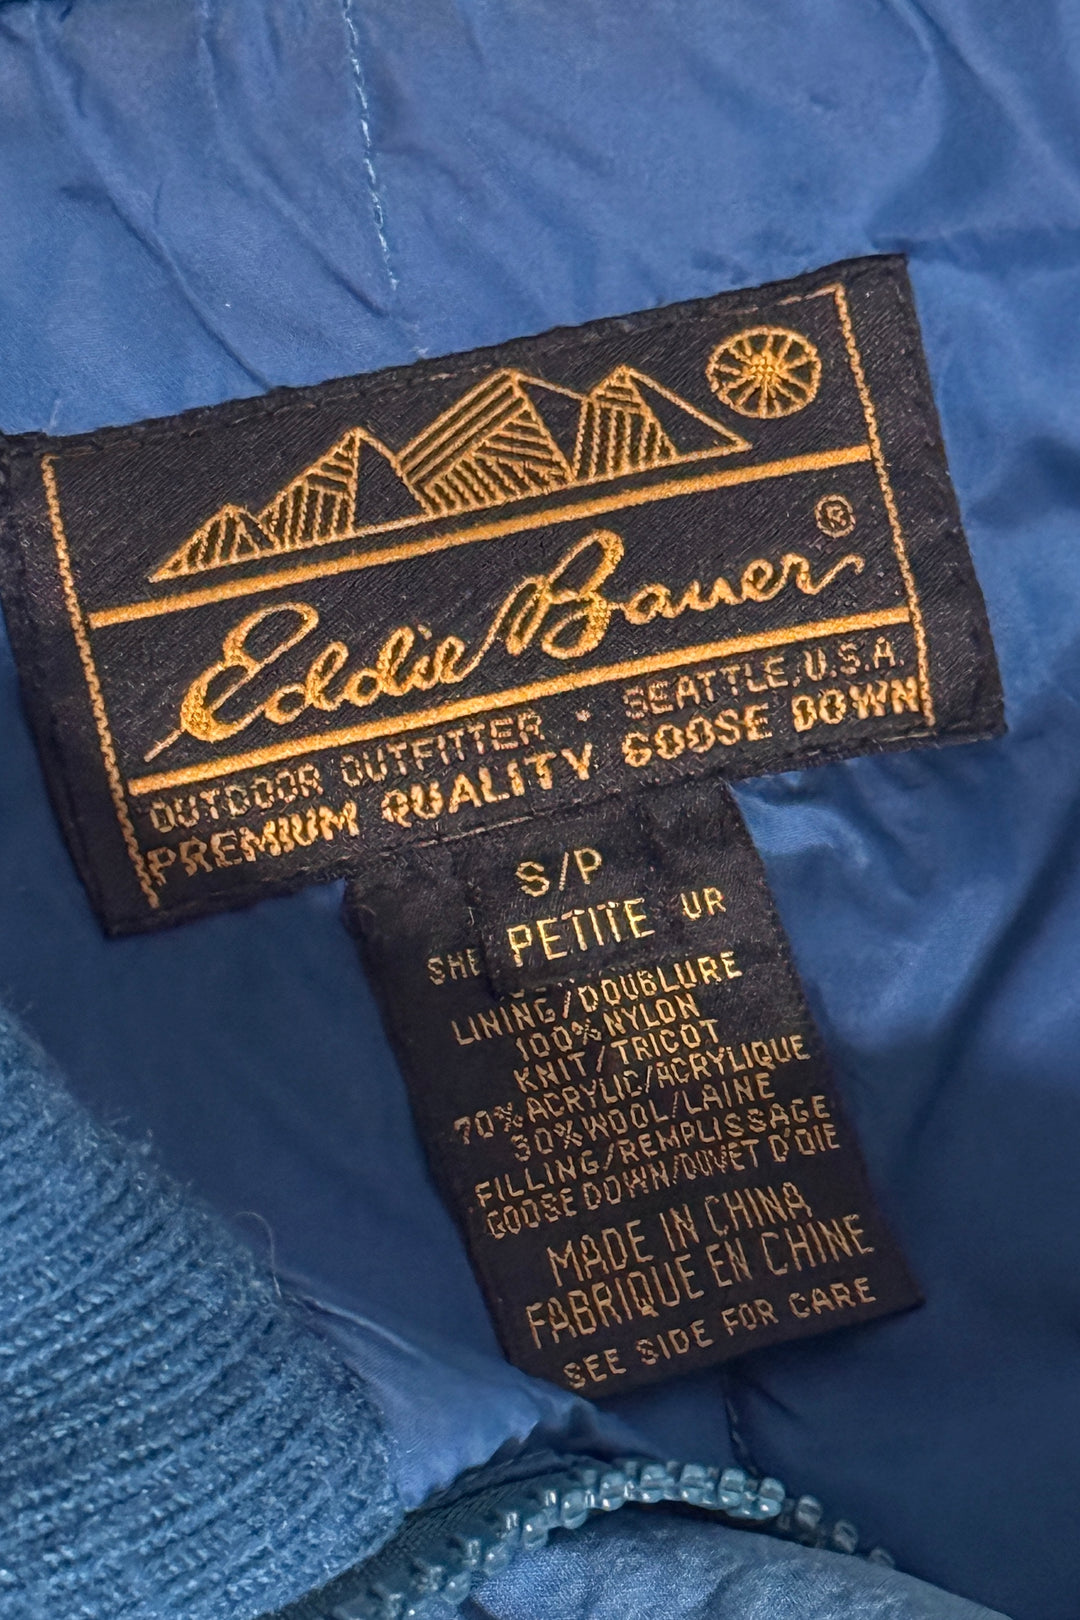 Eddie Bauer ®
OUTDOOR OUTFITTER · SEATTLE, U.S.A.
PREMIUM QUALITY GOOSE DOWN
S/P
PETITE
SHE UR
LINING/DOUBLURE
100% NYLON
KNIT/TRICOT
70% ACRYLIC/ACRYLIQUE
30% WOOL/LAINE
FILLING/REMPLISSAGE
GOOSE DOWN/DUVET D'OIE
MADE IN CHINA
FABRIQUE EN CHINE
SEE SIDE FOR CARE